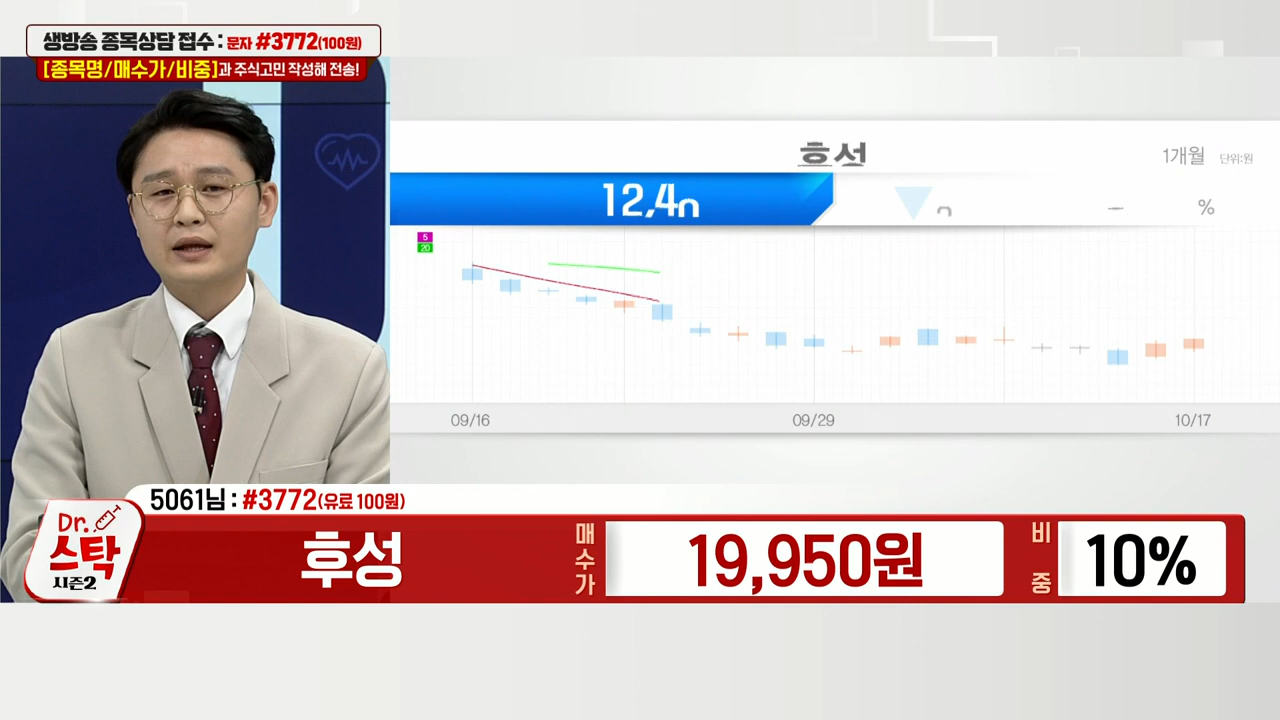 생방송 종목상담 접수 : 문자 #3772(100원)
[종목명/매수가/비중]과 주식고민 작성해 전송!
후성
1개월 단위:원
%
5
20
09/16 09/29 10/17
5061님 : #3772(유료 100원)
Dr.
스탁
시즌2
후성 매수가 19,950원 비중 10%